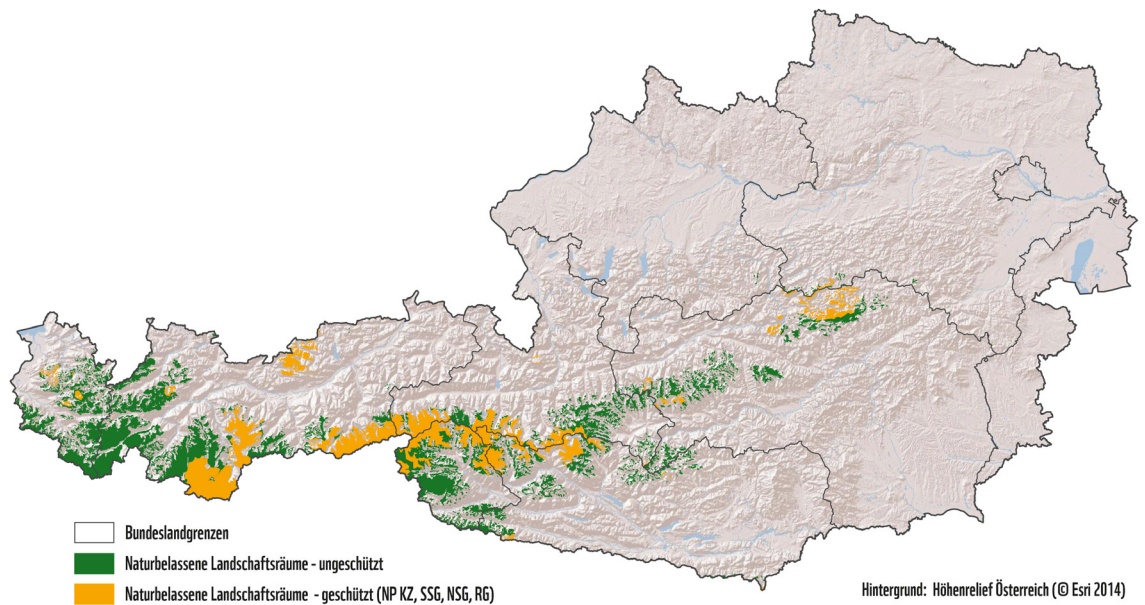 Bundeslandgrenzen
Naturbelassene Landschaftsräume - ungeschützt
Naturbelassene Landschaftsräume - geschützt (NP KZ, SSG, NSG, RG)
Hintergrund: Höhenrelief Österreich (© Esri 2014)